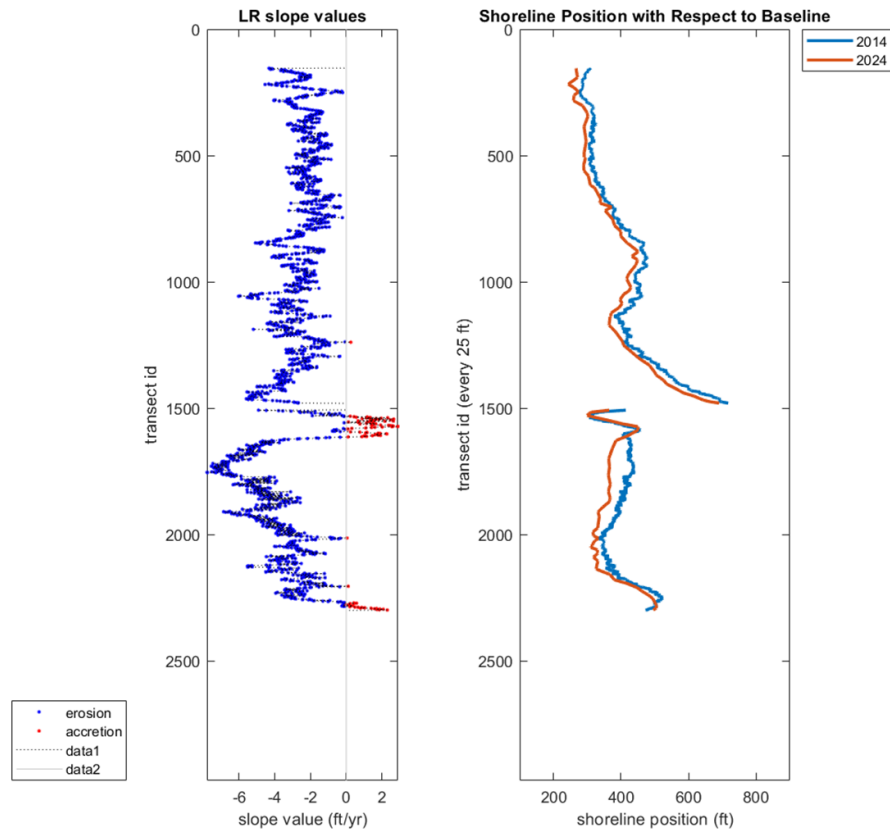 LR slope values
0
500
1000
1500
2000
2500
transect id
-6 -4 -2 0 2
slope value (ft/yr)
erosion
accretion
data1
data2
Shoreline Position with Respect to Baseline
0
500
1000
1500
2000
2500
transect id (every 25 ft)
200 400 600 800
shoreline position (ft)
2014
2024